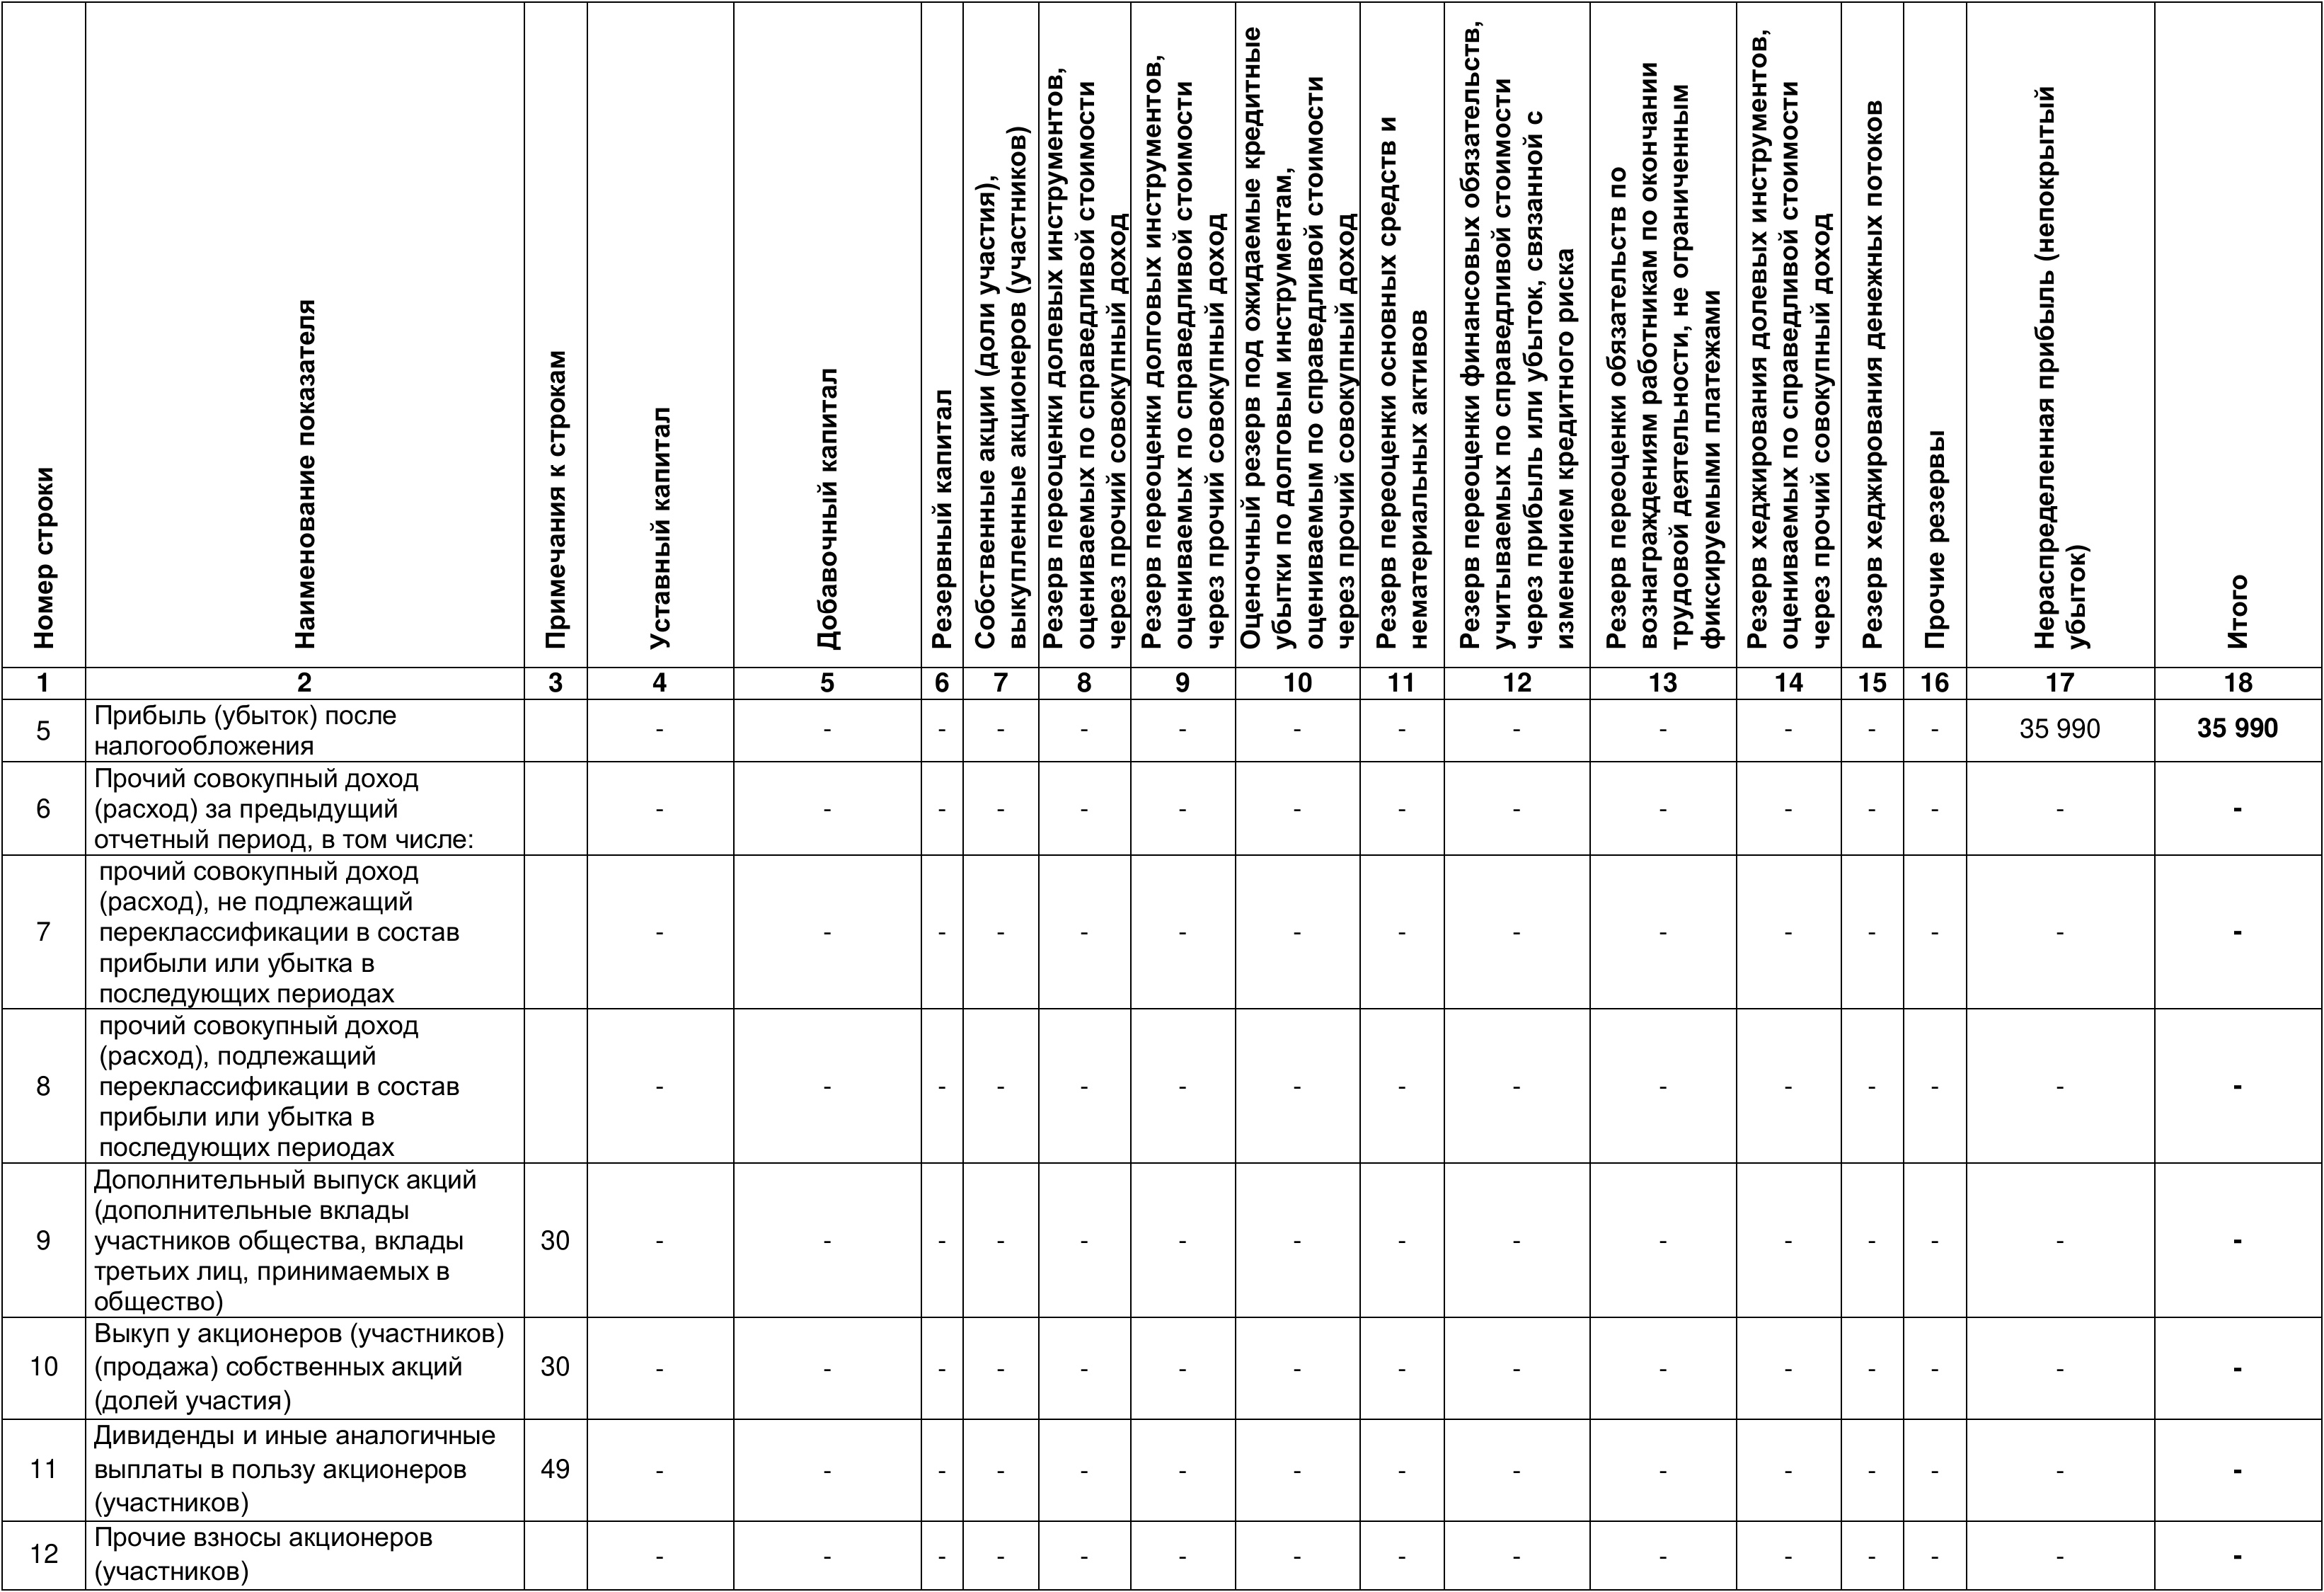 Номер строки
Наименование показателя
Примечания к строкам
Уставный капитал
Добавочный капитал
Резервный капитал
Собственные акции (доли участия),
выкупленные акционеров (участников)
Резерв переоценки долевых инструментов,
оцениваемых по справедливой стоимости
через прочий совокупный доход
Резерв переоценки долговых инструментов,
оцениваемых по справедливой стоимости
через прочий совокупный доход
Оценочный резерв под ожидаемые кредитные
убытки по долговым инструментам,
оцениваемым по справедливой стоимости
через прочий совокупный доход
Резерв переоценки основных средств и
нематериальных активов
Резерв переоценки финансовых обязательств,
учитываемых по справедливой стоимости
через прибыль или убыток, связанной с
изменением кредитного риска
Резерв переоценки обязательств по
вознаграждениям работникам по окончании
трудовой деятельности, не ограниченным
фиксируемыми платежами
Резерв хеджирования долевых инструментов,
оцениваемых по справедливой стоимости
через прочий совокупный доход
Резерв хеджирования денежных потоков
Прочие резервы
Нераспределенная прибыль (непокрытый
убыток)
Итого
1 2 3 4 5 6 7 8 9 10 11 12 13 14 15 16 17 18
5 Прибыль (убыток) после
налогообложения
- - - - - - - - - - - - - 35 990 35 990
6 Прочий совокупный доход
(расход) за предыдущий
отчетный период, в том числе:
- - - - - - - - - - - - - - -
7 прочий совокупный доход
(расход), не подлежащий
переклассификации в состав
прибыли или убытка в
последующих периодах
- - - - - - - - - - - - - - -
8 прочий совокупный доход
(расход), подлежащий
переклассификации в состав
прибыли или убытка в
последующих периодах
- - - - - - - - - - - - - - -
9 Дополнительный выпуск акций
(дополнительные вклады
участников общества, вклады
третьих лиц, принимаемых в
общество)
30 - - - - - - - - - - - - - - -
10 Выкуп у акционеров (участников)
(продажа) собственных акций
(долей участия)
30 - - - - - - - - - - - - - - -
11 Дивиденды и иные аналогичные
выплаты в пользу акционеров
(участников)
49 - - - - - - - - - - - - - - -
12 Прочие взносы акционеров
(участников)
- - - - - - - - - - - - - - -